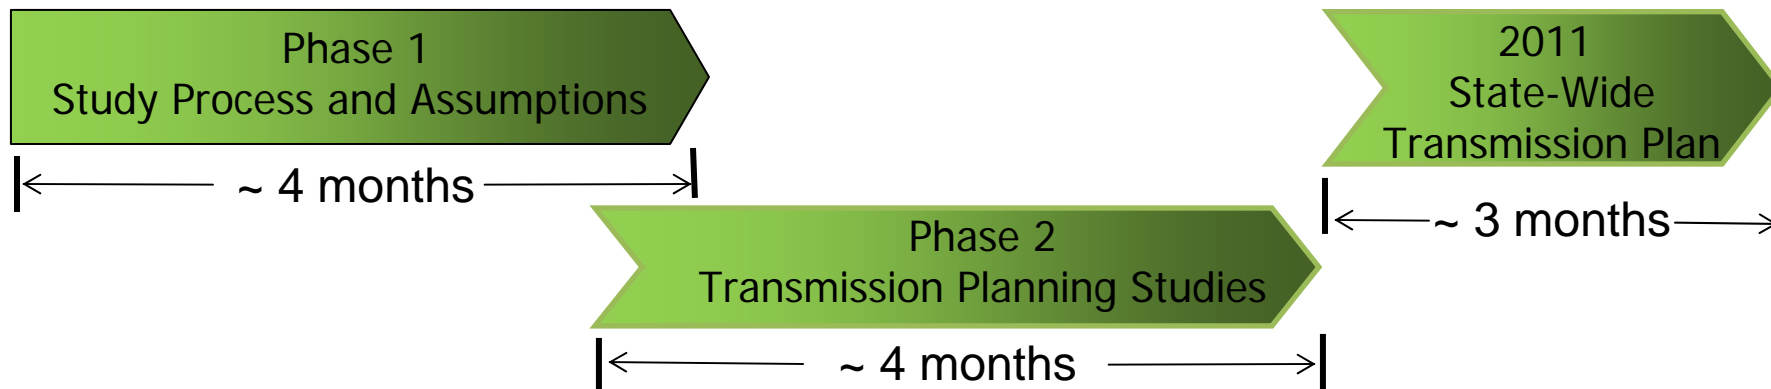 Phase 1
Study Process and Assumptions
~ 4 months
Phase 2
Transmission Planning Studies
~ 4 months
2011
State-Wide
Transmission Plan
~ 3 months